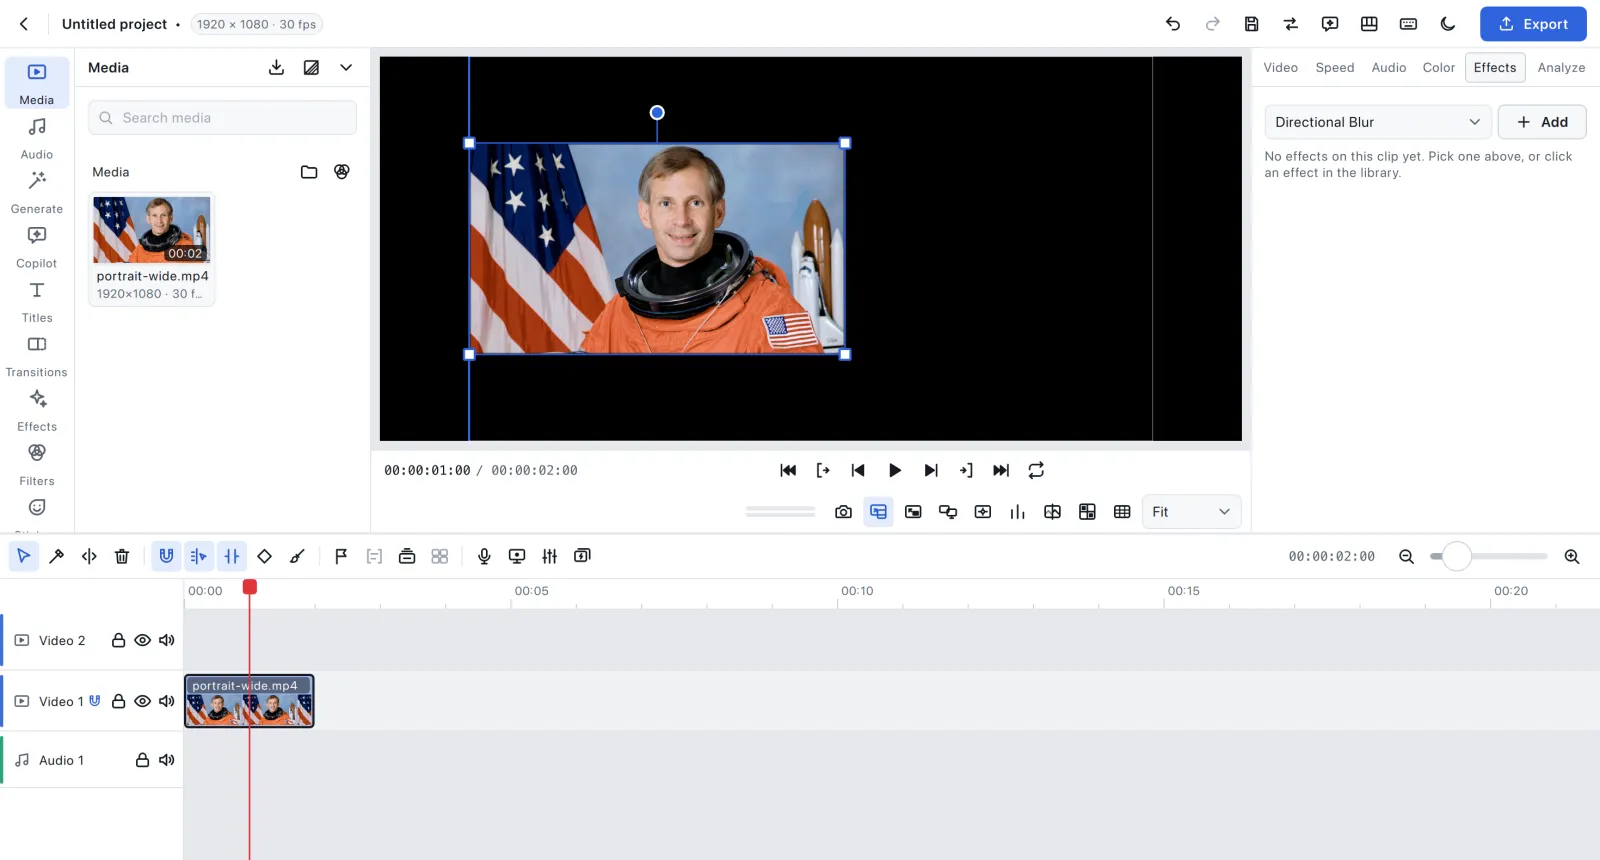 Untitled project •
1920 × 1080 · 30 fps
Export
Media
Audio
Generate
Copilot
Titles
Transitions
Effects
Filters
Media
Search media
Media
00:02
portrait-wide.mp4
1920×1080 · 30 f…
00:00:01:00 / 00:00:02:00
Fit
Video
Speed
Audio
Color
Effects
Analyze
Directional Blur
Add
No effects on this clip yet. Pick one above, or click
an effect in the library.
00:00:02:00
00:00
00:05
00:10
00:15
00:20
Video 2
Video 1
portrait-wide.mp4
Audio 1